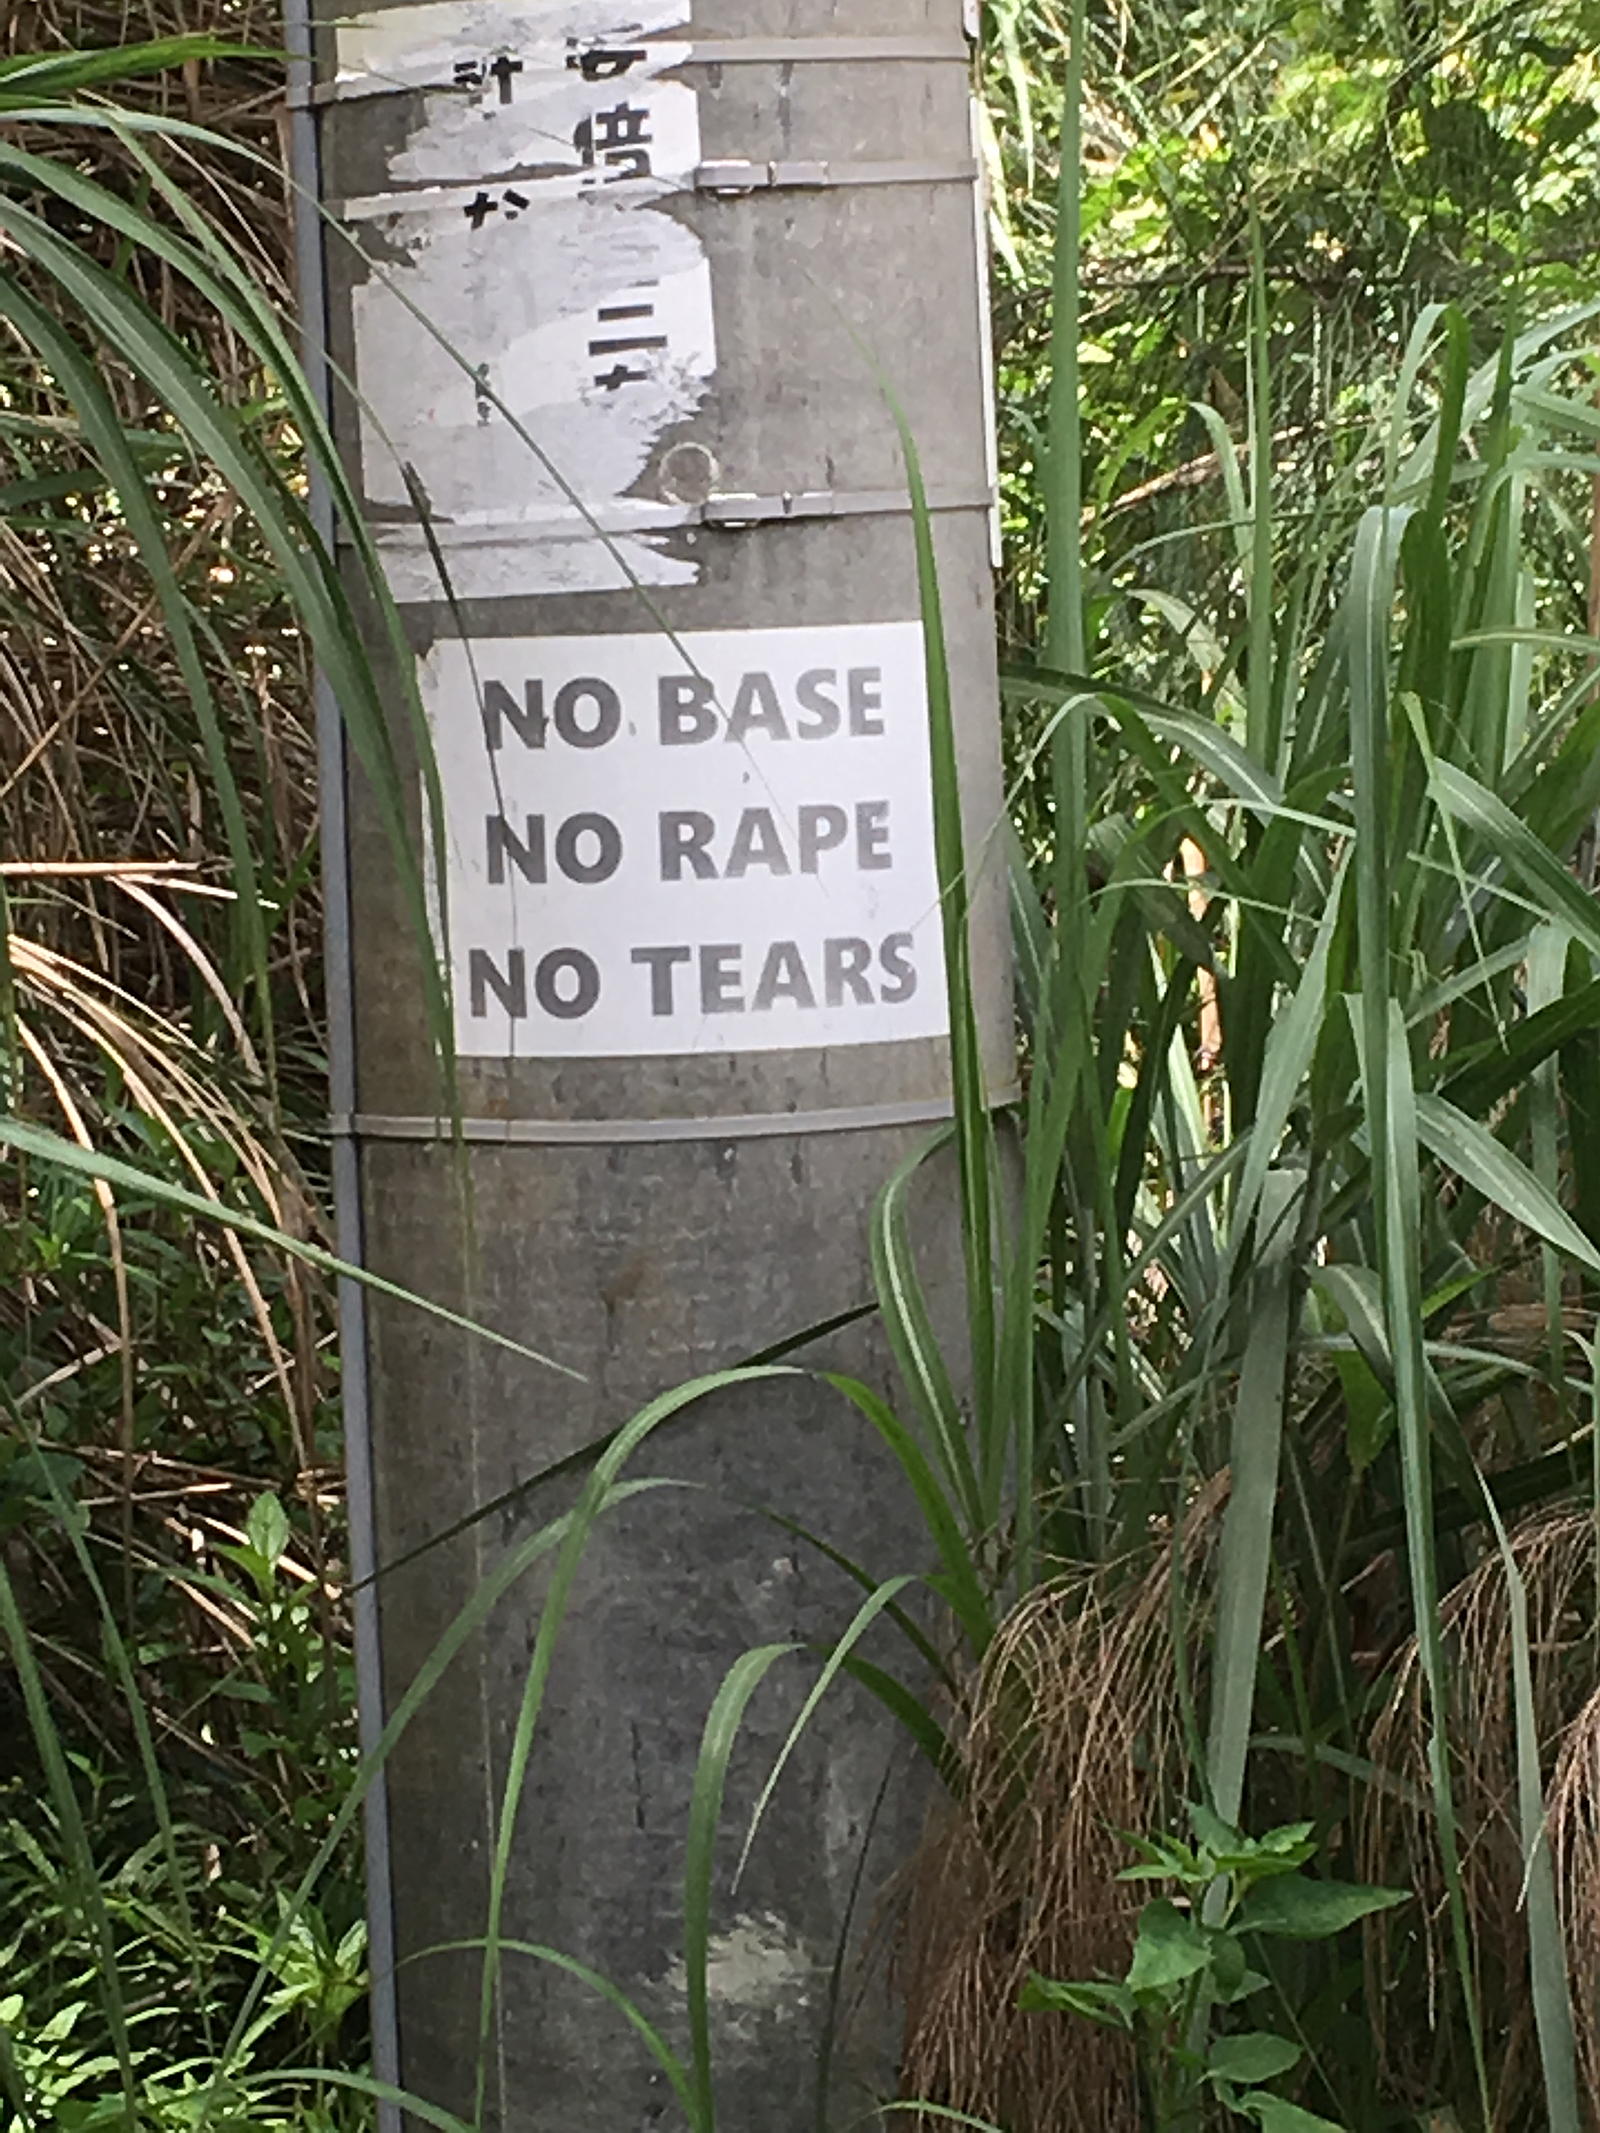 NO BASE
NO RAPE
NO TEARS